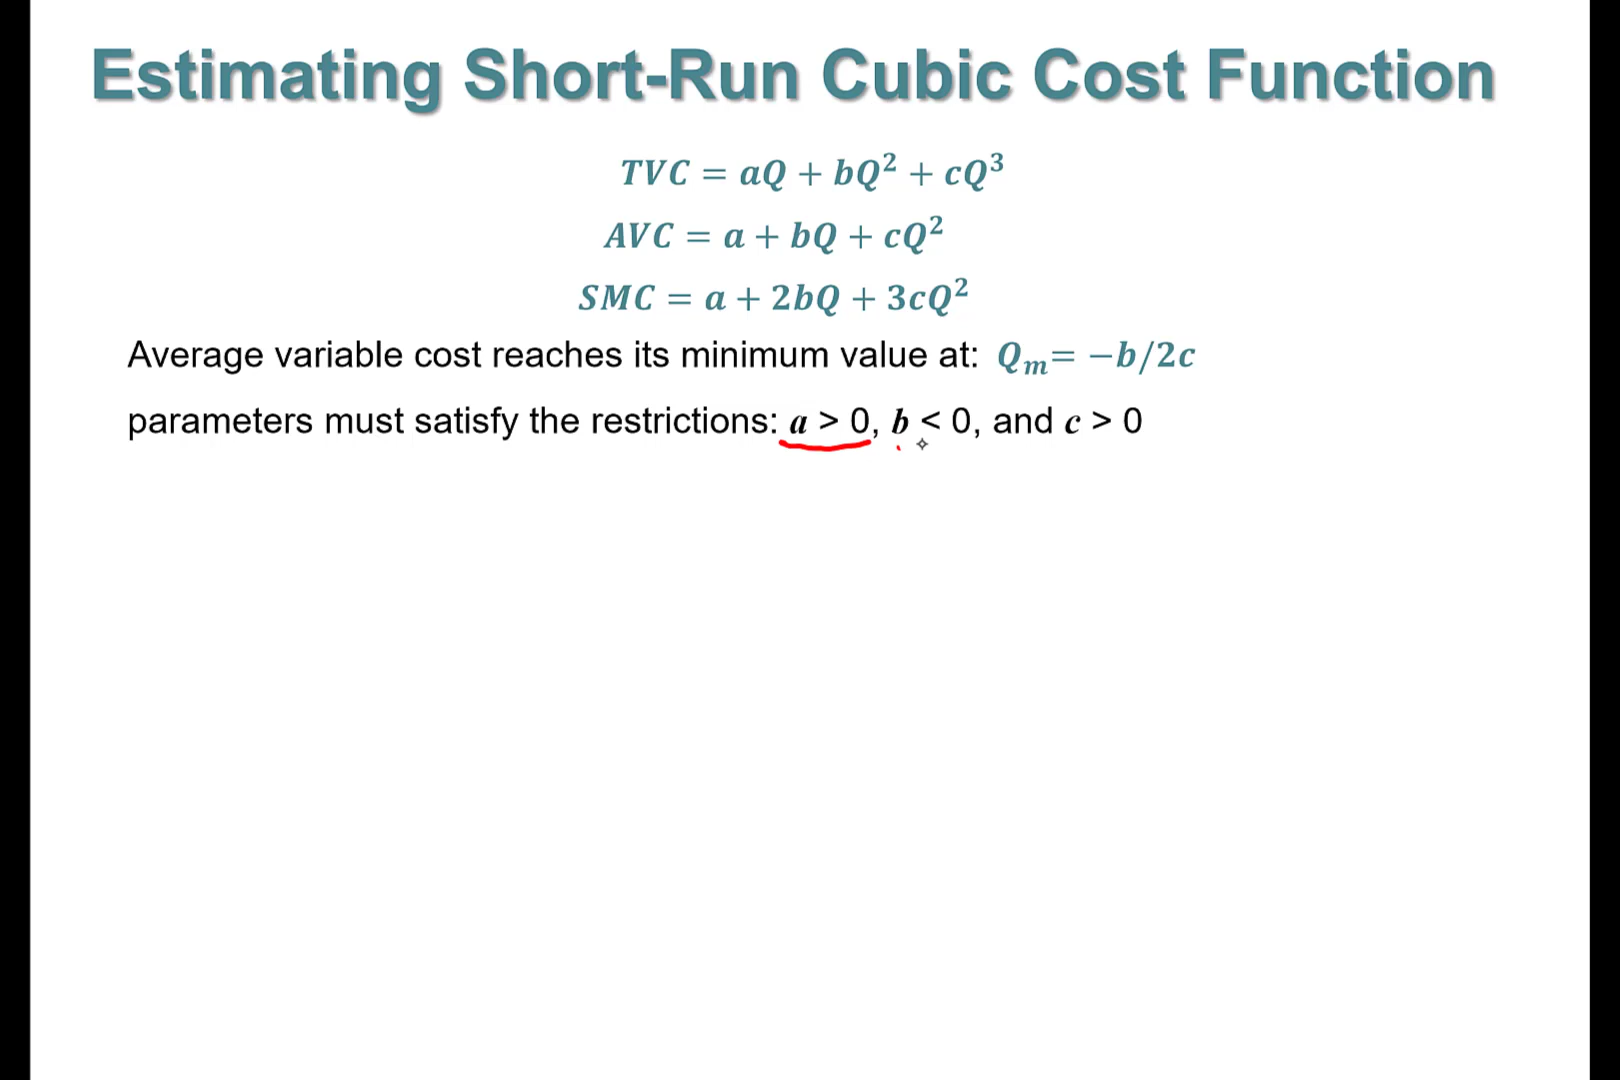 Estimating Short-Run Cubic Cost Function
TVC = aQ + bQ² + cQ³
AVC = a + bQ + cQ²
SMC = a + 2bQ + 3cQ²
Average variable cost reaches its minimum value at: Qₘ= −b/2c
parameters must satisfy the restrictions: a > 0, b < 0, and c > 0